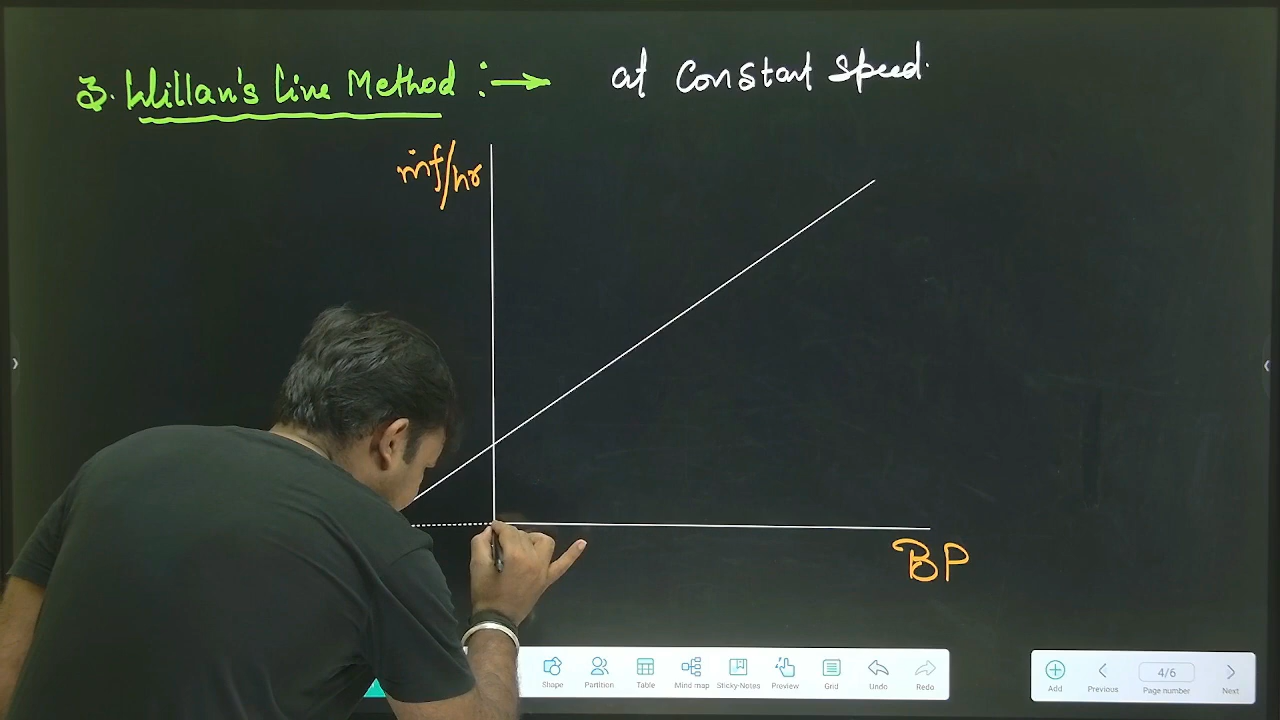 3. Willan's Line Method :→ at Constant Speed.
ṁf/hr
BP
Shape Partition Table Mind map Sticky-Notes Preview Grid Undo Redo
Add Previous 4/6 Page number Next